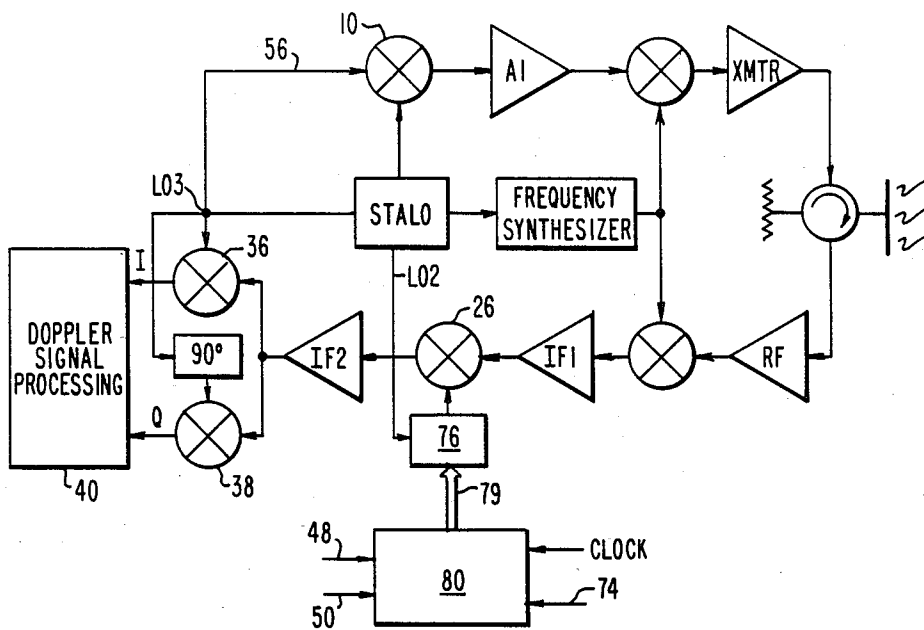 10
56
A1
XMTR
LO3
STALO
FREQUENCY
SYNTHESIZER
I
36
LO2
26
DOPPLER
SIGNAL
PROCESSING
90°
IF2
IF1
RF
Q
76
40
38
79
48
CLOCK
80
50
74